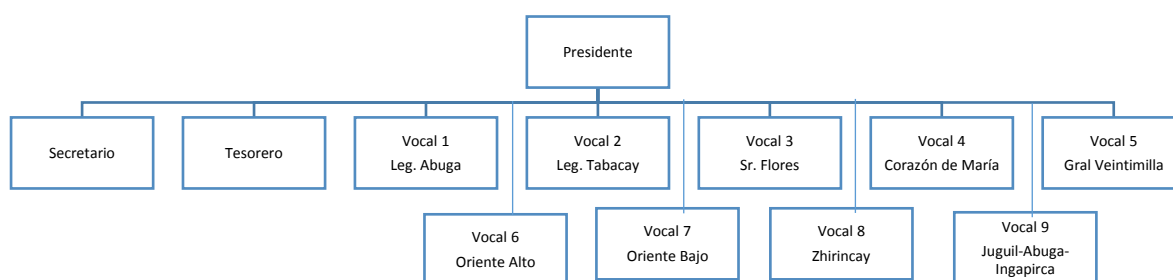 Presidente
Secretario
Tesorero
Vocal 1
Leg. Abuga
Vocal 2
Leg. Tabacay
Vocal 3
Sr. Flores
Vocal 4
Corazón de María
Vocal 5
Gral Veintimilla
Vocal 6
Oriente Alto
Vocal 7
Oriente Bajo
Vocal 8
Zhirincay
Vocal 9
Juguil-Abuga-
Ingapirca